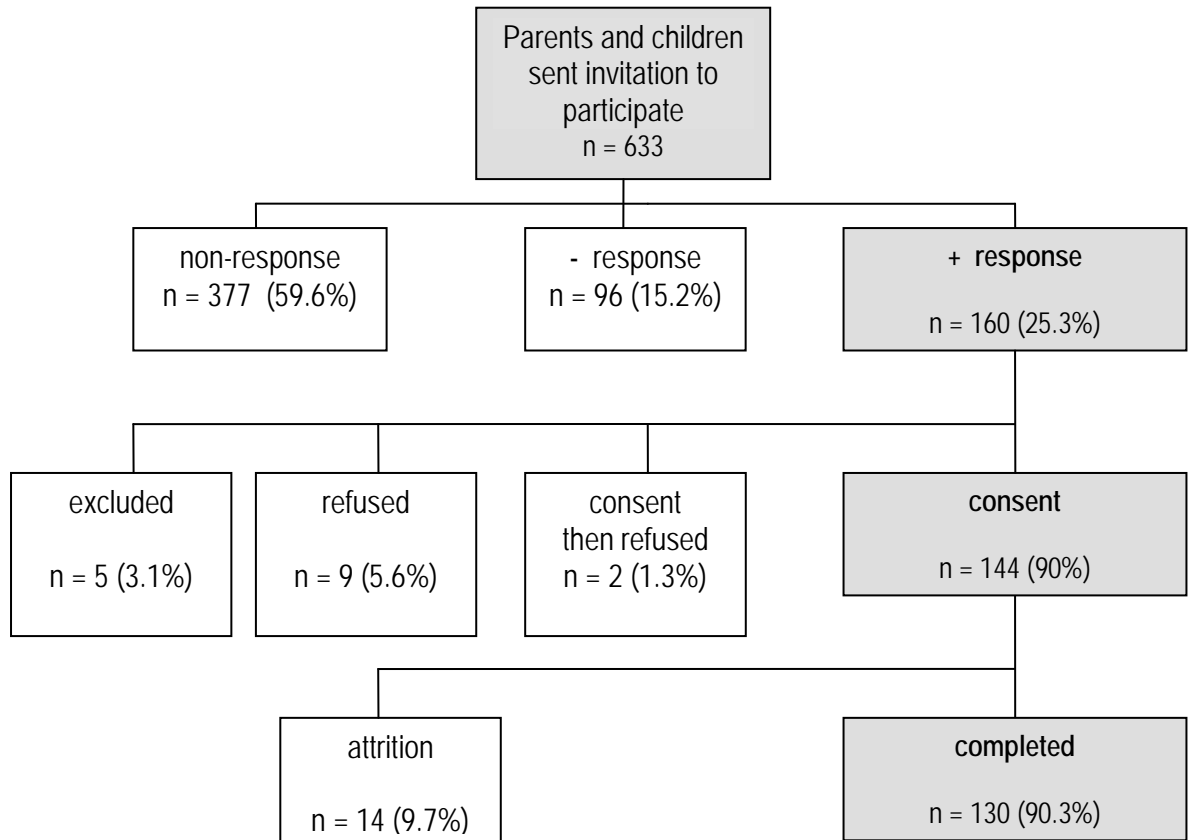 Parents and children
sent invitation to
participate
n = 633
non-response
n = 377 (59.6%)
- response
n = 96 (15.2%)
+ response
n = 160 (25.3%)
excluded
n = 5 (3.1%)
refused
n = 9 (5.6%)
consent
then refused
n = 2 (1.3%)
consent
n = 144 (90%)
attrition
n = 14 (9.7%)
completed
n = 130 (90.3%)